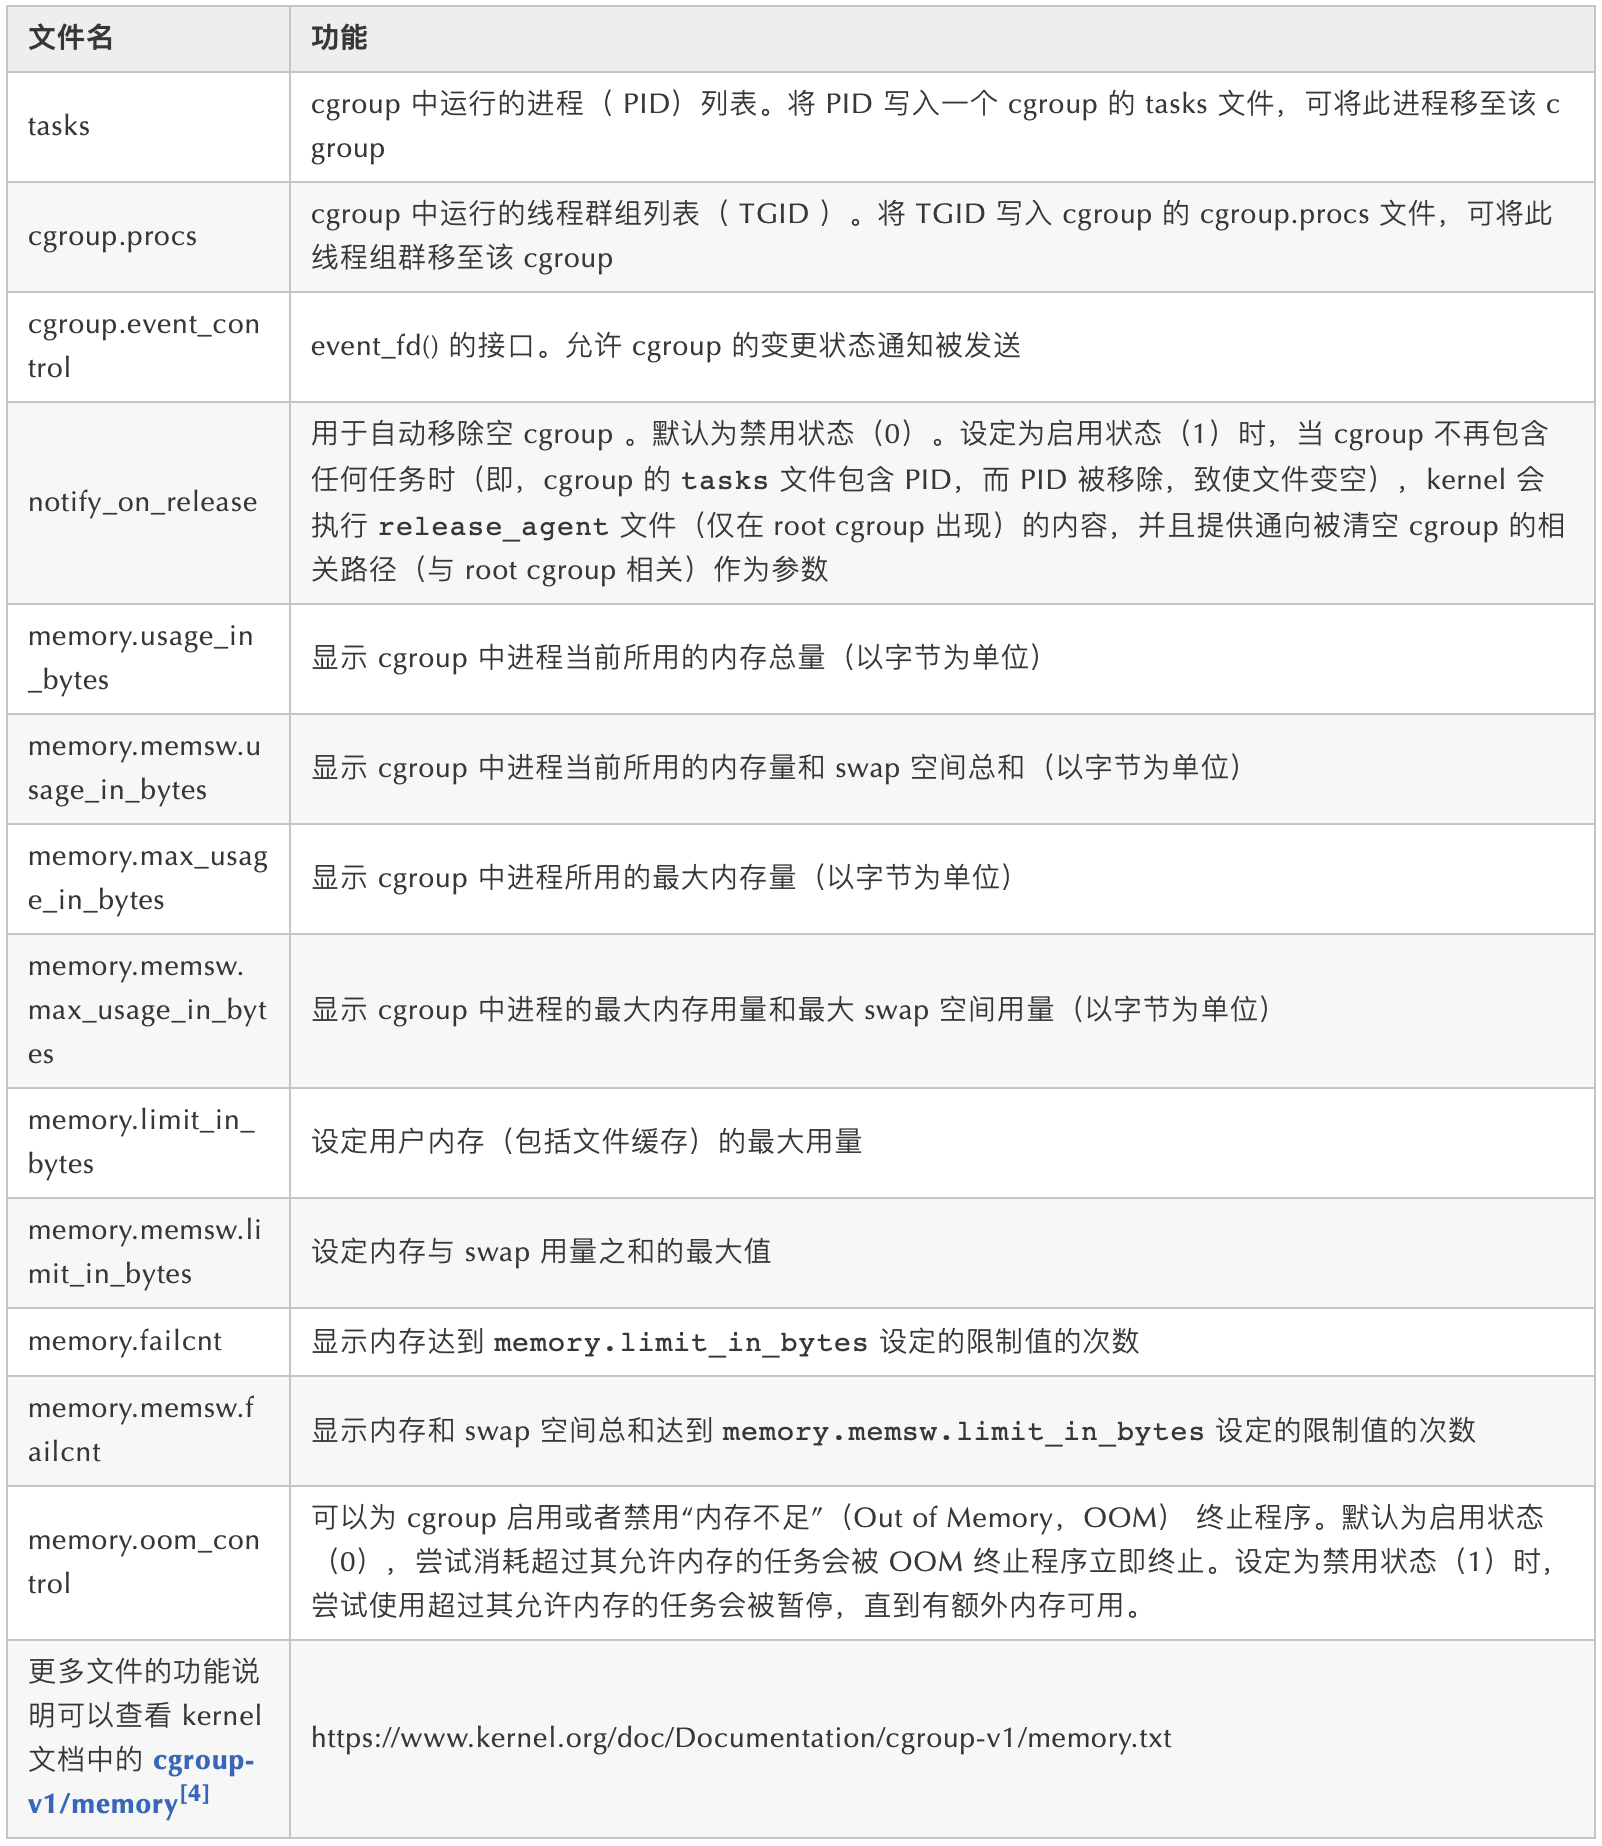 文件名
功能
tasks
cgroup 中运行的进程（ PID）列表。将 PID 写入一个 cgroup 的 tasks 文件，可将此进程移至该 c
group
cgroup.procs
cgroup 中运行的线程群组列表（ TGID ）。将 TGID 写入 cgroup 的 cgroup.procs 文件，可将此
线程组群移至该 cgroup
cgroup.event_con
trol
event_fd() 的接口。允许 cgroup 的变更状态通知被发送
notify_on_release
用于自动移除空 cgroup 。默认为禁用状态（0）。设定为启用状态（1）时，当 cgroup 不再包含
任何任务时（即，cgroup 的 tasks 文件包含 PID，而 PID 被移除，致使文件变空），kernel 会
执行 release_agent 文件（仅在 root cgroup 出现）的内容，并且提供通向被清空 cgroup 的相
关路径（与 root cgroup 相关）作为参数
memory.usage_in
_bytes
显示 cgroup 中进程当前所用的内存总量（以字节为单位）
memory.memsw.u
sage_in_bytes
显示 cgroup 中进程当前所用的内存量和 swap 空间总和（以字节为单位）
memory.max_usag
e_in_bytes
显示 cgroup 中进程所用的最大内存量（以字节为单位）
memory.memsw.
max_usage_in_byt
es
显示 cgroup 中进程的最大内存用量和最大 swap 空间用量（以字节为单位）
memory.limit_in_
bytes
设定用户内存（包括文件缓存）的最大用量
memory.memsw.li
mit_in_bytes
设定内存与 swap 用量之和的最大值
memory.failcnt
显示内存达到 memory.limit_in_bytes 设定的限制值的次数
memory.memsw.f
ailcnt
显示内存和 swap 空间总和达到 memory.memsw.limit_in_bytes 设定的限制值的次数
memory.oom_con
trol
可以为 cgroup 启用或者禁用“内存不足”（Out of Memory，OOM） 终止程序。默认为启用状态
（0），尝试消耗超过其允许内存的任务会被 OOM 终止程序立即终止。设定为禁用状态（1）时，
尝试使用超过其允许内存的任务会被暂停，直到有额外内存可用。
更多文件的功能说
明可以查看 kernel
文档中的 cgroup-
v1/memory[4]
https://www.kernel.org/doc/Documentation/cgroup-v1/memory.txt